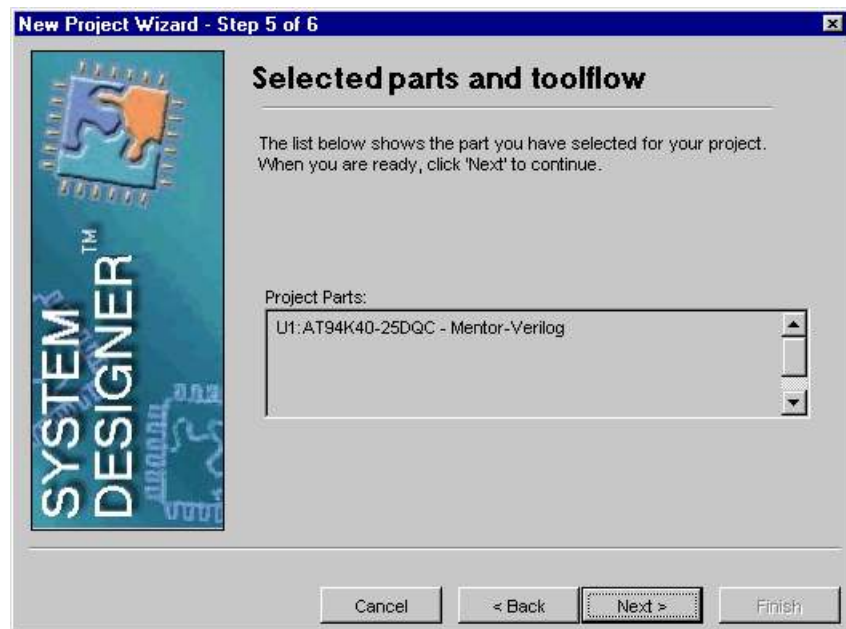 New Project Wizard - Step 5 of 6
Selected parts and toolflow
The list below shows the part you have selected for your project.
When you are ready, click 'Next' to continue.
SYSTEM
DESIGNER™
Project Parts:
U1:AT94K40-25DQC - Mentor-Verilog
Cancel
< Back
Next >
Finish